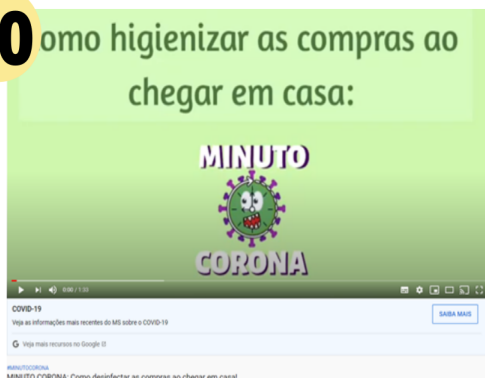 0
omo higienizar as compras ao
chegar em casa:
MINUTO
CORONA
0:00 / 1:33
COVID-19
Veja as informações mais recentes do MS sobre o COVID-19
SAIBA MAIS
G Veja mais recursos no Google
#MINUTOCORONA
MINUTO CORONA: Como desinfectar as compras ao chegar em casa!